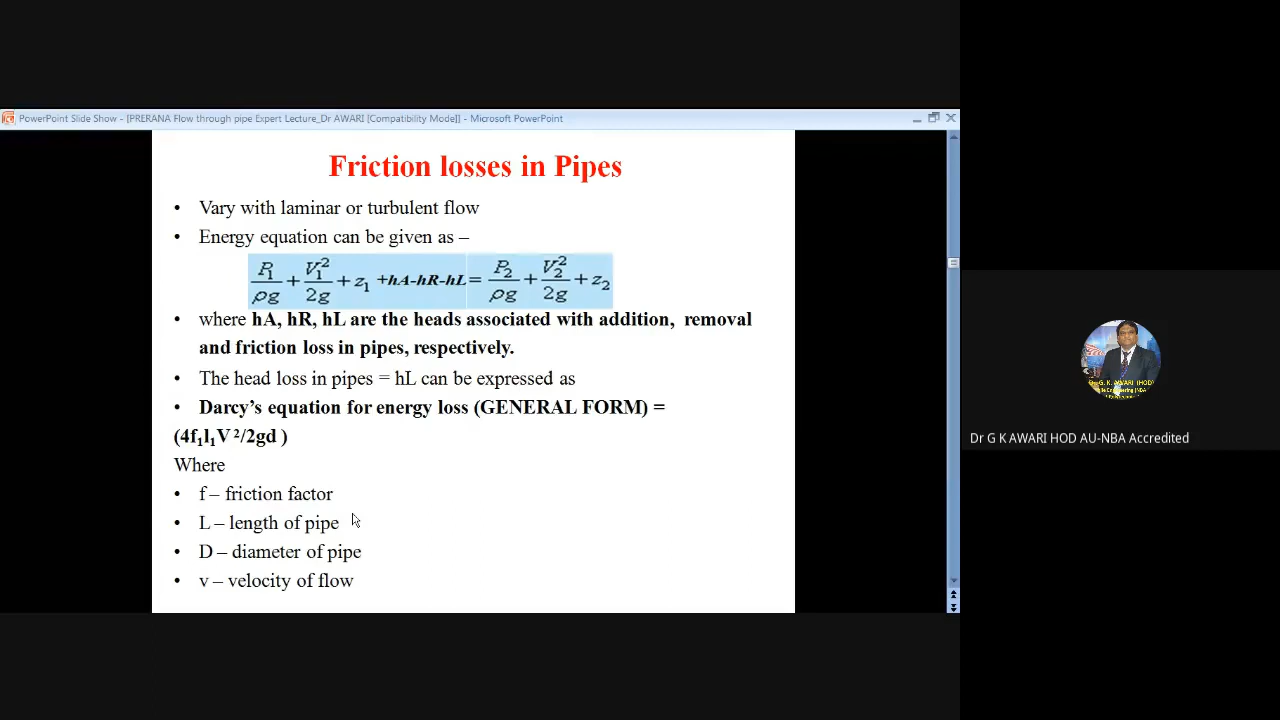 PowerPoint Slide Show - [PRERANA Flow through pipe Expert Lecture_Dr AWARI [Compatibility Mode]] - Microsoft PowerPoint
Friction losses in Pipes
• Vary with laminar or turbulent flow
• Energy equation can be given as –
P₁/ρg + V₁²/2g + z₁ +hA-hR-hL = P₂/ρg + V₂²/2g + z₂
• where hA, hR, hL are the heads associated with addition, removal
and friction loss in pipes, respectively.
• The head loss in pipes = hL can be expressed as
• Darcy’s equation for energy loss (GENERAL FORM) =
(4f₁l₁V²/2gd )
Where
• f – friction factor
• L – length of pipe
• D – diameter of pipe
• v – velocity of flow
Dr G K AWARI HOD AU-NBA Accredited